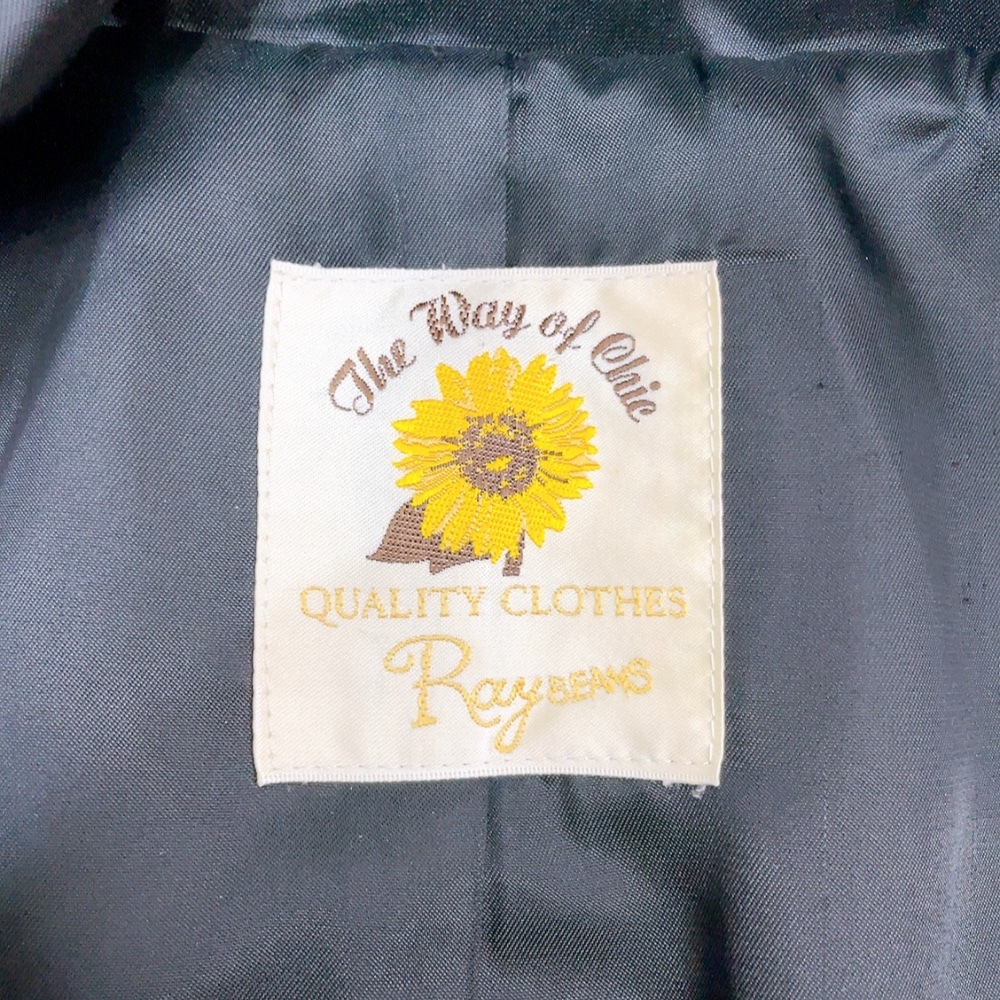 The Way of Chic
QUALITY CLOTHES
Ray BEAMS